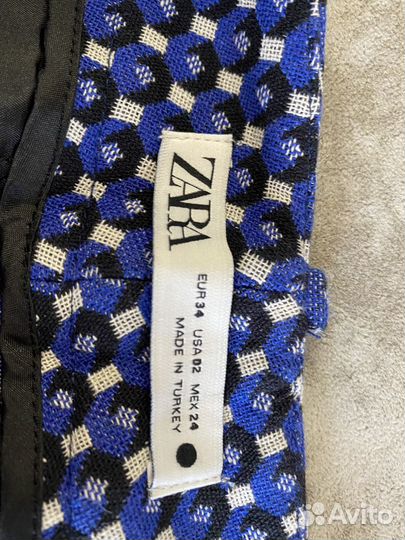 ZARA
EUR 34 USA 02 MEX 24
MADE IN TURKEY
Avito